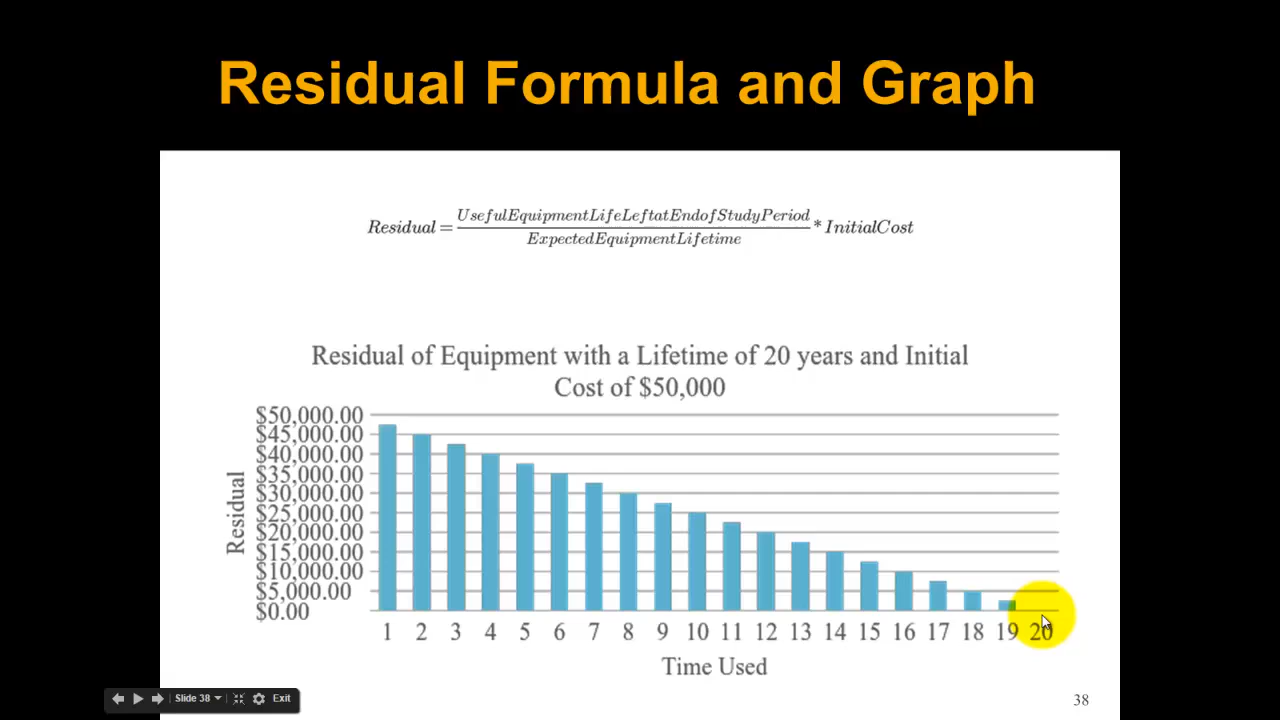 Residual Formula and Graph
Residual = UsefulEquipmentLifeLeftatEndofStudyPeriod / ExpectedEquipmentLifetime * InitialCost
Residual of Equipment with a Lifetime of 20 years and Initial
Cost of $50,000
$50,000.00
$45,000.00
$40,000.00
$35,000.00
$30,000.00
$25,000.00
$20,000.00
$15,000.00
$10,000.00
$5,000.00
$0.00
Residual
1 2 3 4 5 6 7 8 9 10 11 12 13 14 15 16 17 18 19 20
Time Used
Slide 38 Exit
38